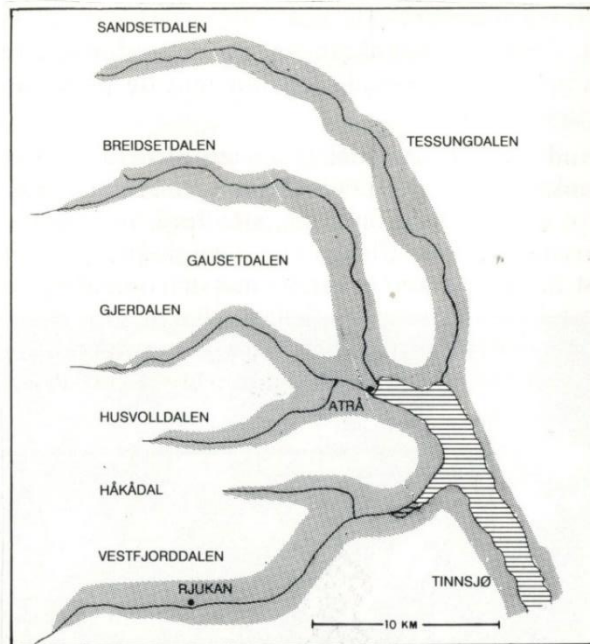 SANDSETDALEN
TESSUNGDALEN
BREIDSETDALEN
GAUSETDALEN
GJERDALEN
ATRÅ
HUSVOLLDALEN
HÅKÅDAL
VESTFJORDDALEN
TINNSJØ
RJUKAN
10 KM